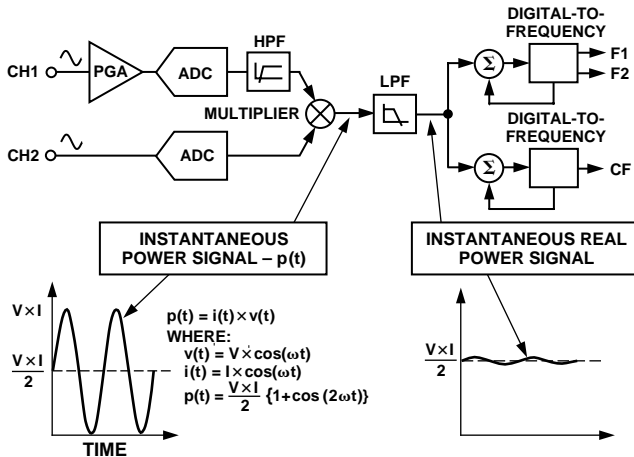 DIGITAL-TO-
FREQUENCY
F1
F2
HPF
LPF
CH1
PGA
ADC
MULTIPLIER
Σ
CH2
ADC
DIGITAL-TO-
FREQUENCY
Σ
CF
INSTANTANEOUS
POWER SIGNAL – p(t)
INSTANTANEOUS REAL
POWER SIGNAL
V × I
V × I
2
TIME
p(t) = i(t) × v(t)
WHERE:
v(t) = V × cos(ωt)
i(t) = I × cos(ωt)
p(t) = V × I / 2 {1+cos (2ωt)}
V × I
2